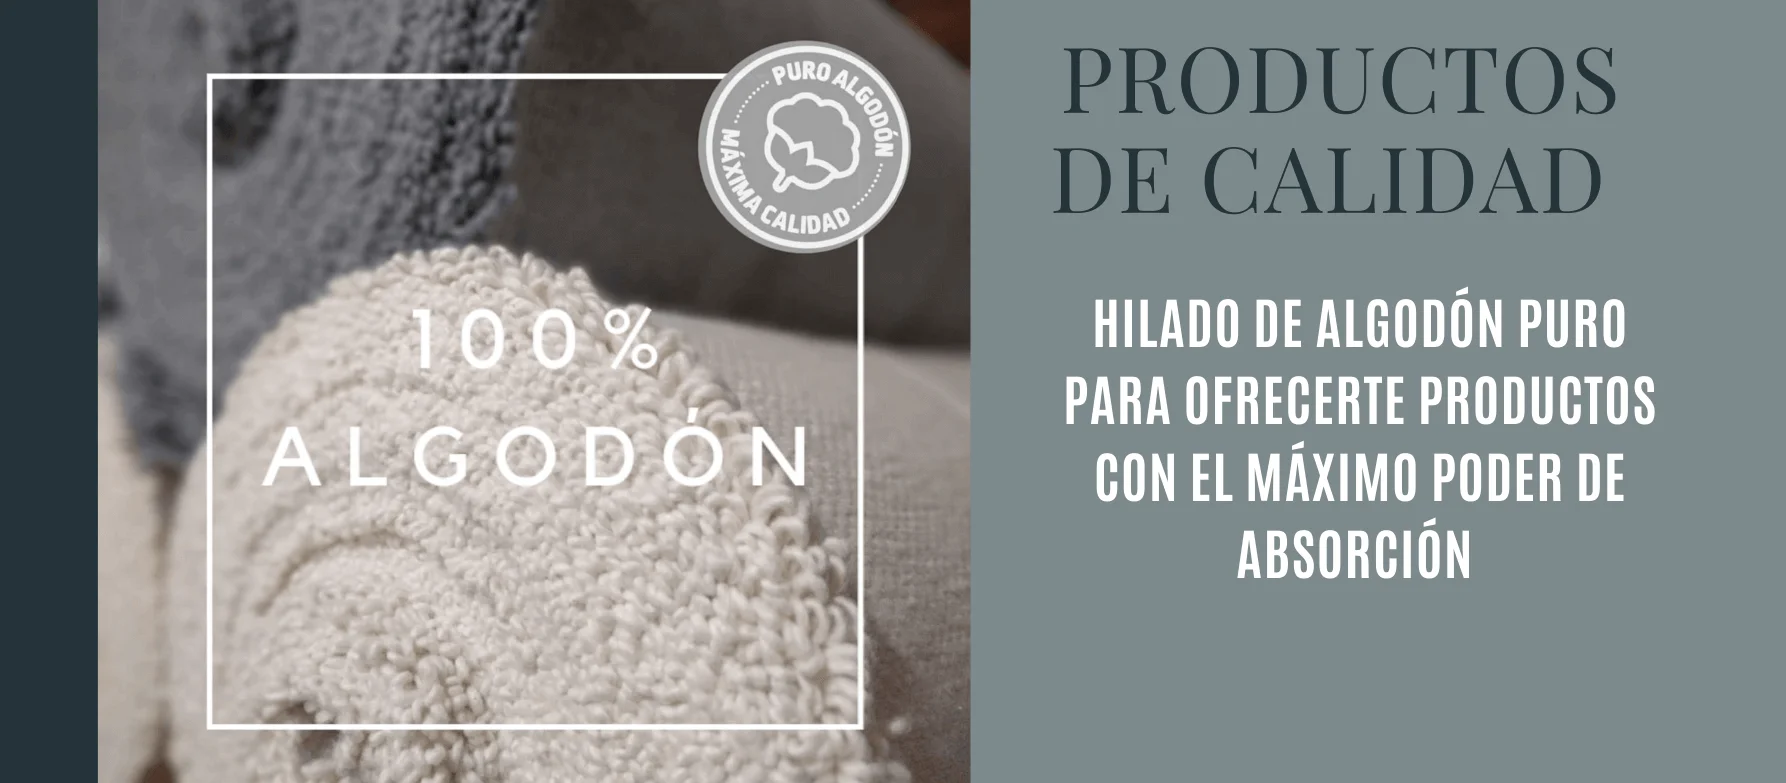 PURO ALGODÓN
MÁXIMA CALIDAD
100%
ALGODÓN
PRODUCTOS
DE CALIDAD
HILADO DE ALGODÓN PURO
PARA OFRECERTE PRODUCTOS
CON EL MÁXIMO PODER DE
ABSORCIÓN